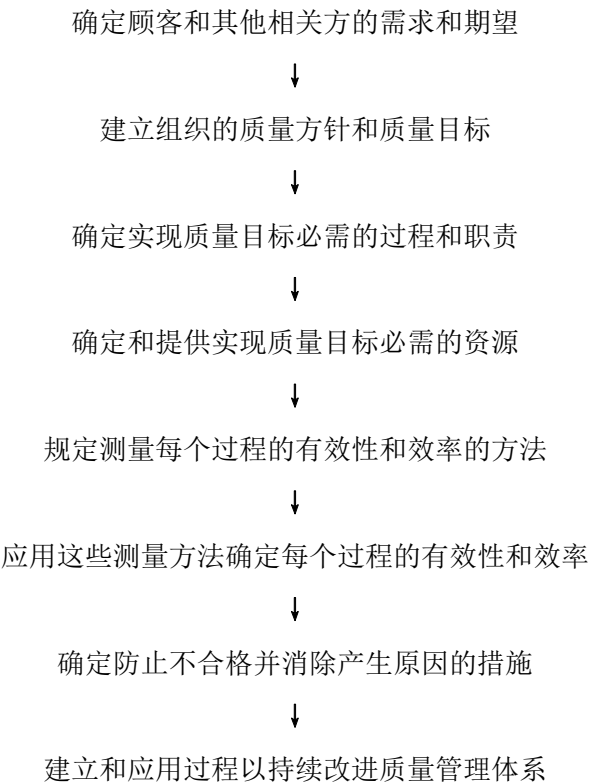 确定顾客和其他相关方的需求和期望
↓
建立组织的质量方针和质量目标
↓
确定实现质量目标必需的过程和职责
↓
确定和提供实现质量目标必需的资源
↓
规定测量每个过程的有效性和效率的方法
↓
应用这些测量方法确定每个过程的有效性和效率
↓
确定防止不合格并消除产生原因的措施
↓
建立和应用过程以持续改进质量管理体系